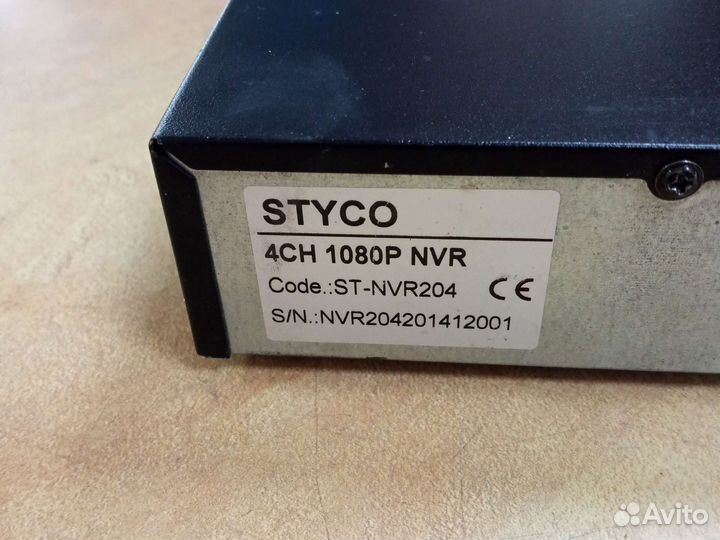 STYCO
4CH 1080P NVR
Code.:ST-NVR204 CE
S/N.:NVR204201412001
Avito